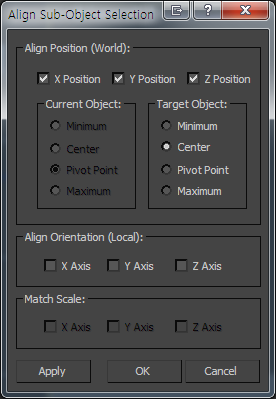 Align Sub-Object Selection ?
Align Position (World):
X Position Y Position Z Position
Current Object: Target Object:
Minimum Minimum
Center Center
Pivot Point Pivot Point
Maximum Maximum
Align Orientation (Local):
X Axis Y Axis Z Axis
Match Scale:
X Axis Y Axis Z Axis
Apply OK Cancel